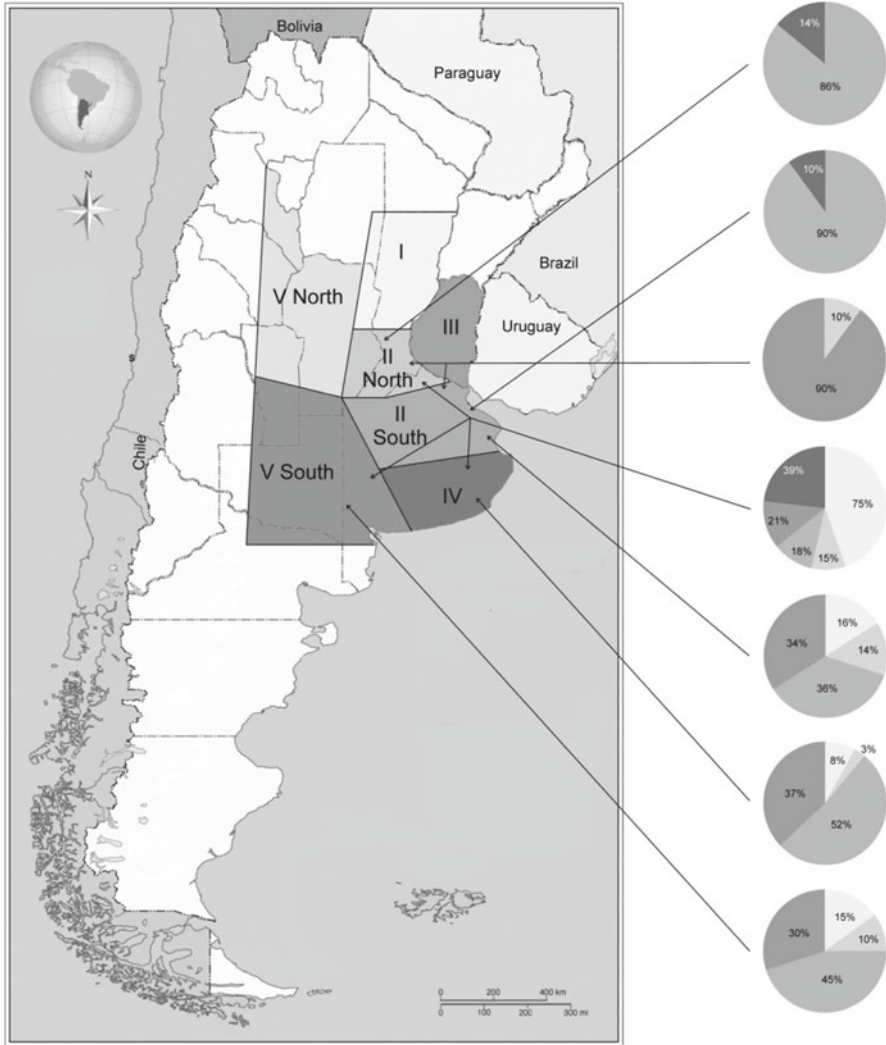 Bolivia
Paraguay
N
I
Brazil
V North
III
Uruguay
S
II
North
II
South
Chile
V South
IV
0 200 400 km
0 100 200 300 mi
14%
86%
10%
90%
10%
90%
39%
75%
21%
18%
15%
16%
34%
14%
36%
8%
3%
37%
52%
15%
30%
10%
45%